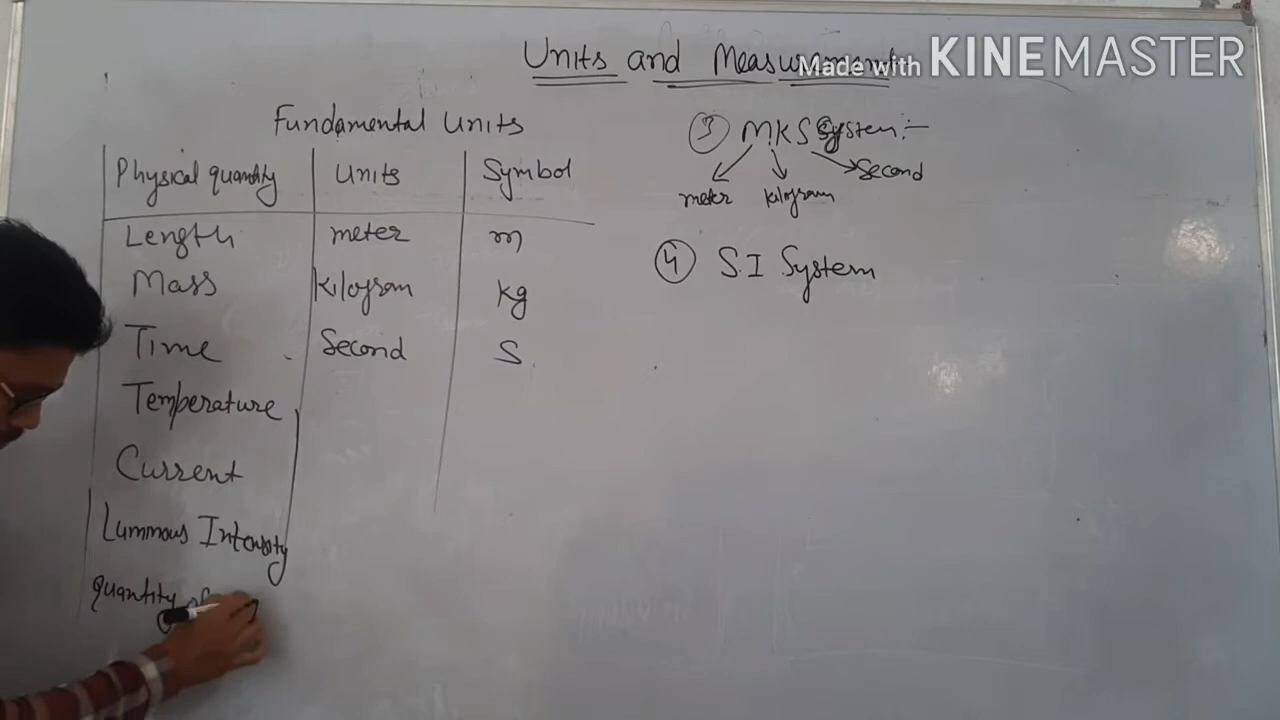 Units and Measurement
Made with KINEMASTER
Fundamental Units
Physical quantity Units Symbol
Length meter m
Mass kilogram kg
Time Second S
Temperature
Current
Lummous Intensity
quantity of
③ MKS System :-
meter kilogram Second
④ S.I System